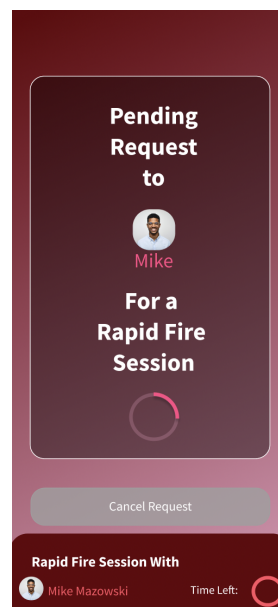 Pending
Request
to
Mike
For a
Rapid Fire
Session
Cancel Request
Rapid Fire Session With
Mike Mazowski
Time Left: